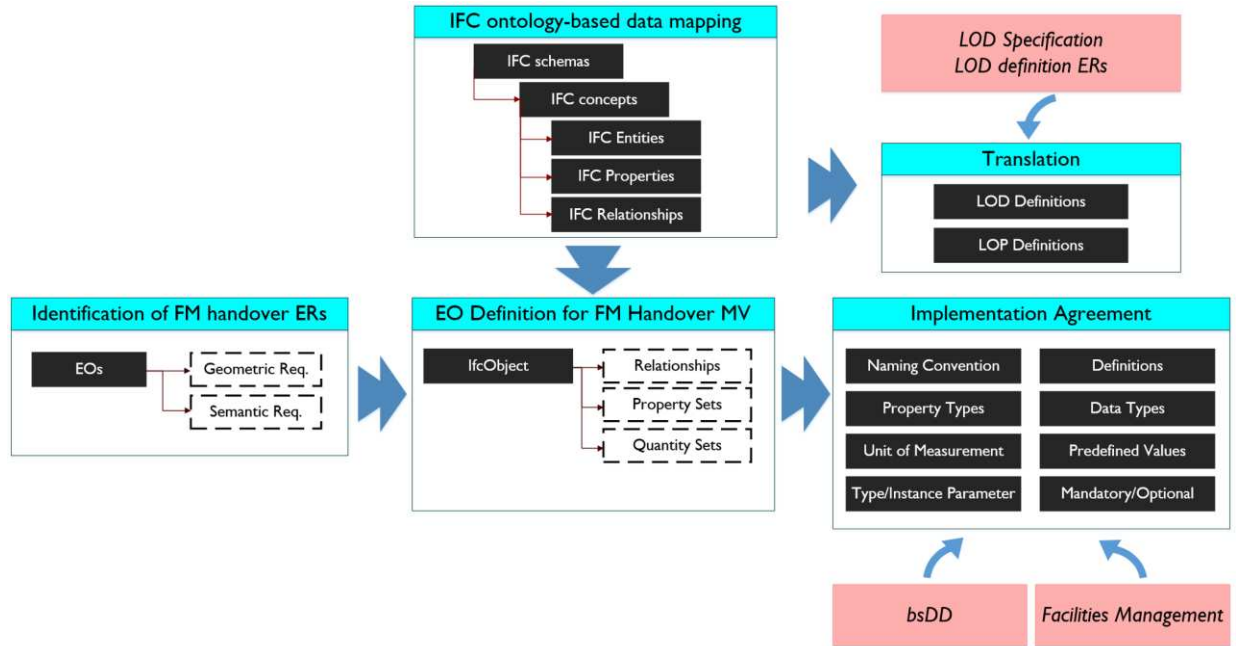 IFC ontology-based data mapping
IFC schemas
IFC concepts
IFC Entities
IFC Properties
IFC Relationships
LOD Specification
LOD definition ERs
Translation
LOD Definitions
LOP Definitions
Identification of FM handover ERs
EOs
Geometric Req.
Semantic Req.
EO Definition for FM Handover MV
IfcObject
Relationships
Property Sets
Quantity Sets
Implementation Agreement
Naming Convention
Definitions
Property Types
Data Types
Unit of Measurement
Predefined Values
Type/Instance Parameter
Mandatory/Optional
bsDD
Facilities Management